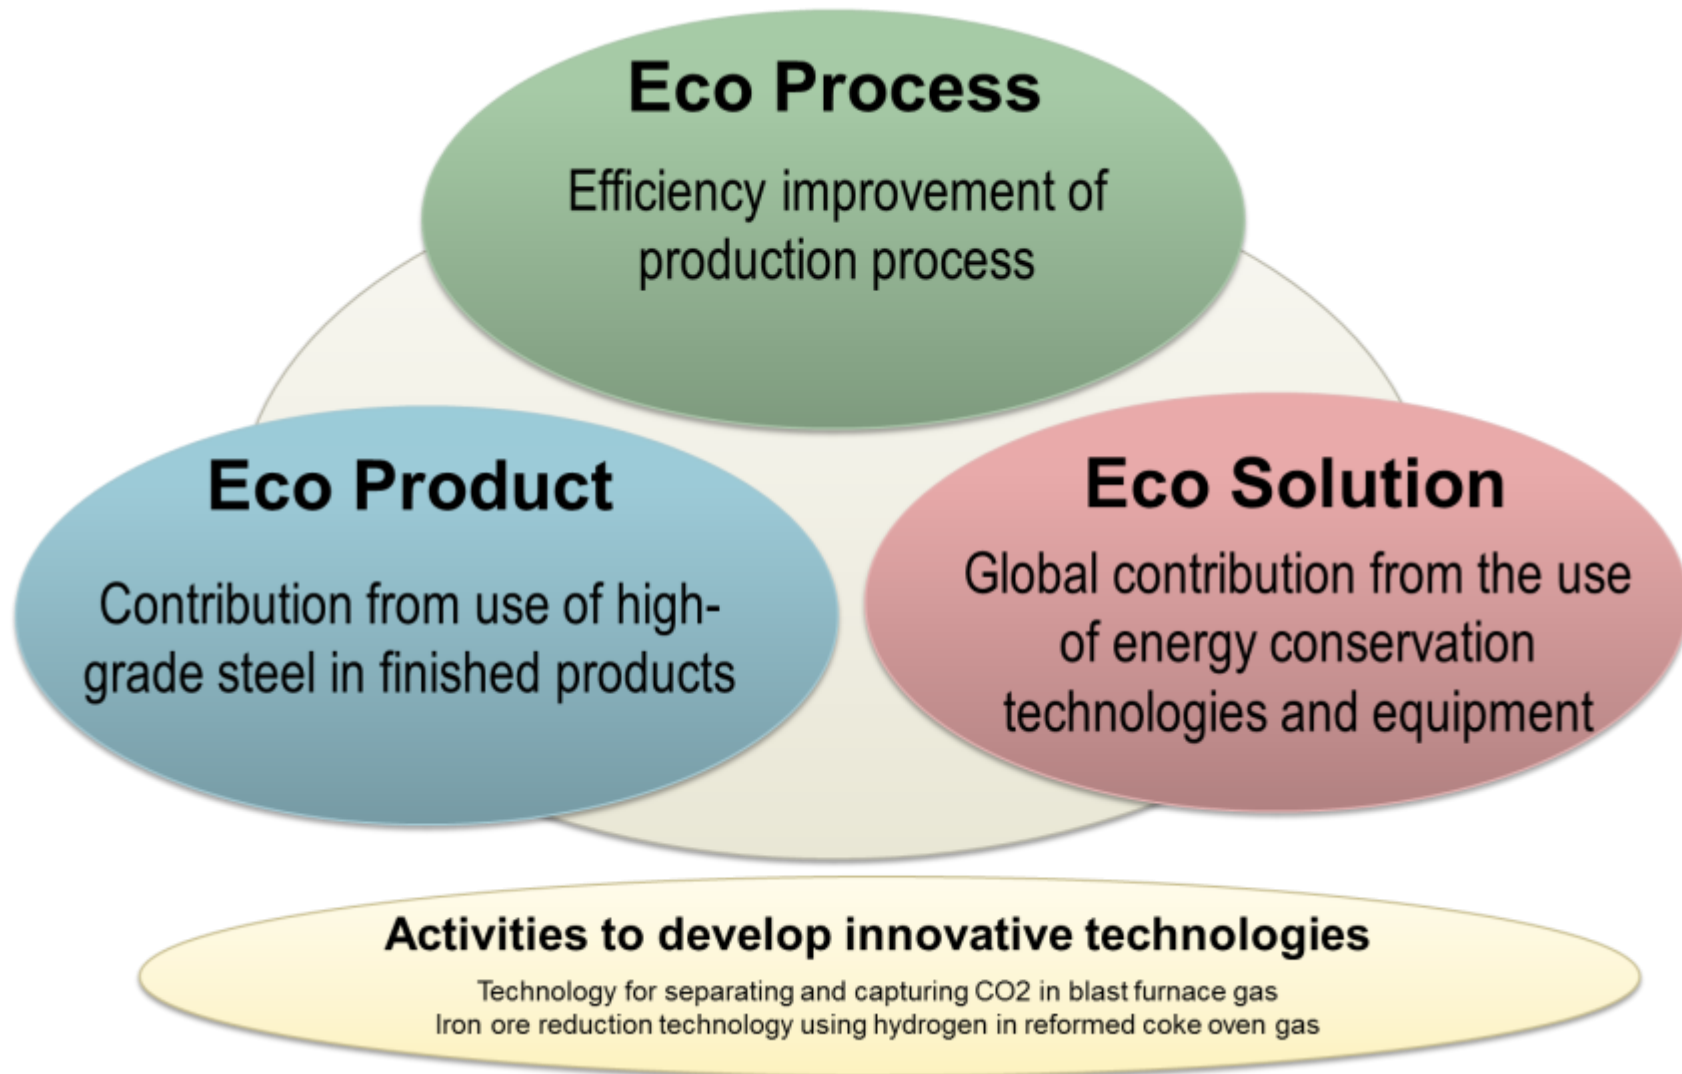 Eco Process
Efficiency improvement of
production process
Eco Product
Contribution from use of high-
grade steel in finished products
Eco Solution
Global contribution from the use
of energy conservation
technologies and equipment
Activities to develop innovative technologies
Technology for separating and capturing CO2 in blast furnace gas
Iron ore reduction technology using hydrogen in reformed coke oven gas